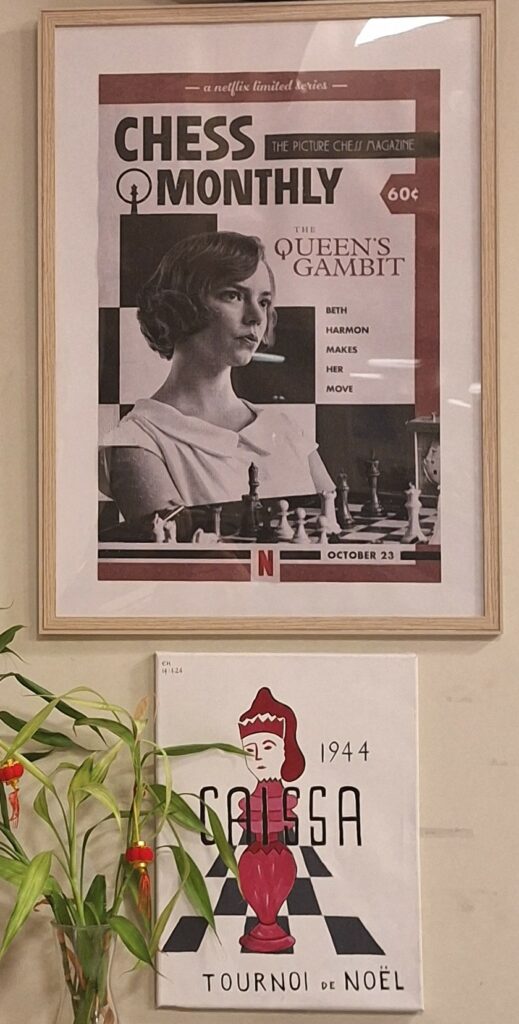 — a netflix limited series —
CHESS
THE PICTURE CHESS MAGAZINE
MONTHLY
60¢
THE
QUEEN'S
GAMBIT
BETH
HARMON
MAKES
HER
MOVE
N
OCTOBER 23
1944
CAISSA
TOURNOI DE NOËL